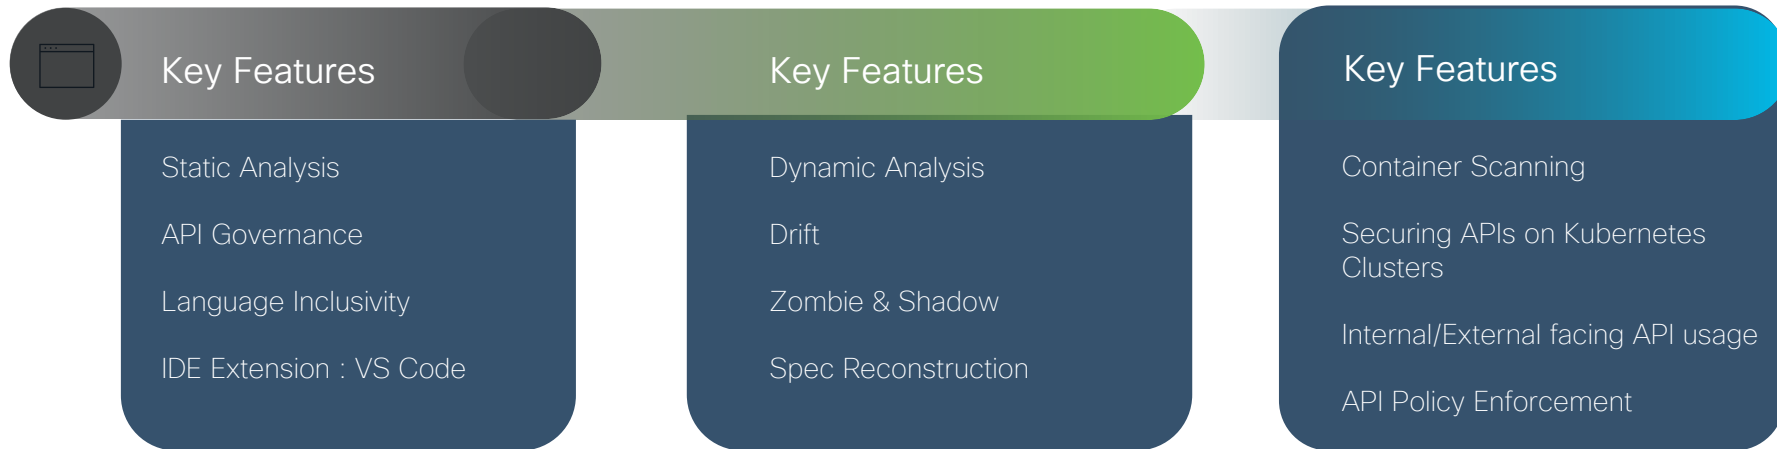 Key Features
Static Analysis
API Governance
Language Inclusivity
IDE Extension : VS Code
Key Features
Dynamic Analysis
Drift
Zombie & Shadow
Spec Reconstruction
Key Features
Container Scanning
Securing APIs on Kubernetes
Clusters
Internal/External facing API usage
API Policy Enforcement